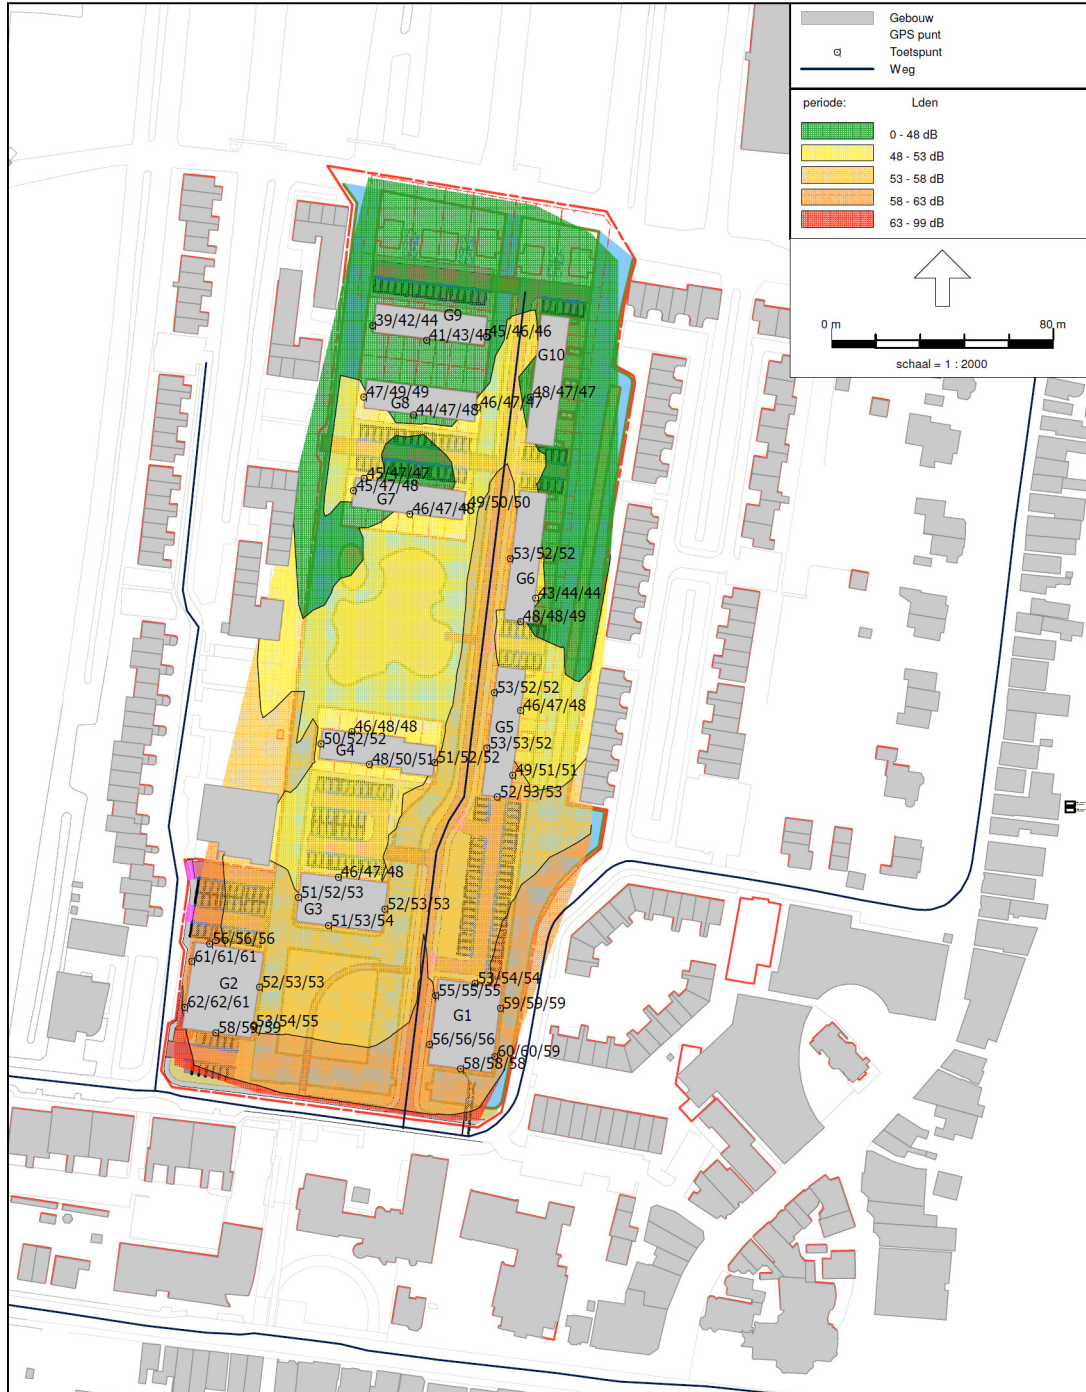 Gebouw
GPS punt
Toetspunt
Weg
periode: Lden
0 - 48 dB
48 - 53 dB
53 - 58 dB
58 - 63 dB
63 - 99 dB
0 m 80 m
schaal = 1 : 2000
G9
39/42/44
41/43/45
45/46/46
G10
47/49/49
G8
44/47/48
46/47/47
48/47/47
45/47/47
45/47/48
G7
46/47/48
49/50/50
53/52/52
G6
43/44/44
48/48/49
53/52/52
46/47/48
G5
46/48/48
50/52/52
G4
48/50/51
51/52/52
53/53/52
49/51/51
52/53/53
46/47/48
51/52/53
G3
52/53/53
51/53/54
56/56/56
61/61/61
G2
52/53/53
62/62/61
58/59/59
53/54/55
53/54/54
55/55/55
G1
59/59/59
56/56/56
60/60/59
58/58/58